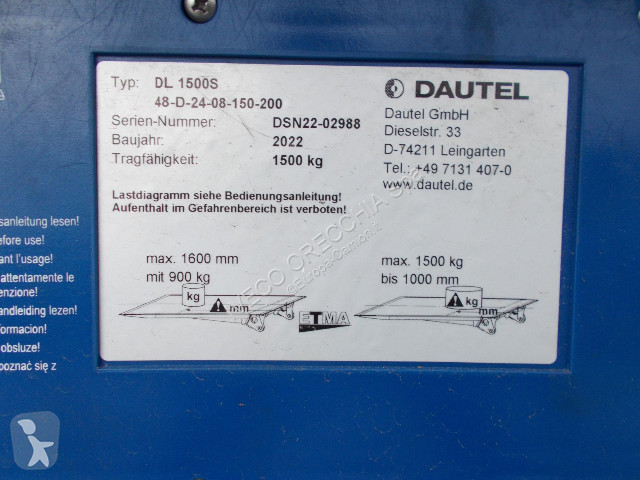 Typ: DL 1500S
48-D-24-08-150-200
Serien-Nummer: DSN22-02988
Baujahr: 2022
Tragfähigkeit: 1500 kg
DAUTEL
Dautel GmbH
Dieselstr. 33
D-74211 Leingarten
Tel.: +49 7131 407-0
www.dautel.de
Lastdiagramm siehe Bedienungsanleitung!
Aufenthalt im Gefahrenbereich ist verboten!
max. 1600 mm
mit 900 kg
kg
mm
ETMA
max. 1500 kg
bis 1000 mm
kg
mm
sanleitung lesen!
efore use!
ant l'usage!
attentamente le
enzione!
andleiding lezen!
formacion!
obsluze!
poznać się z